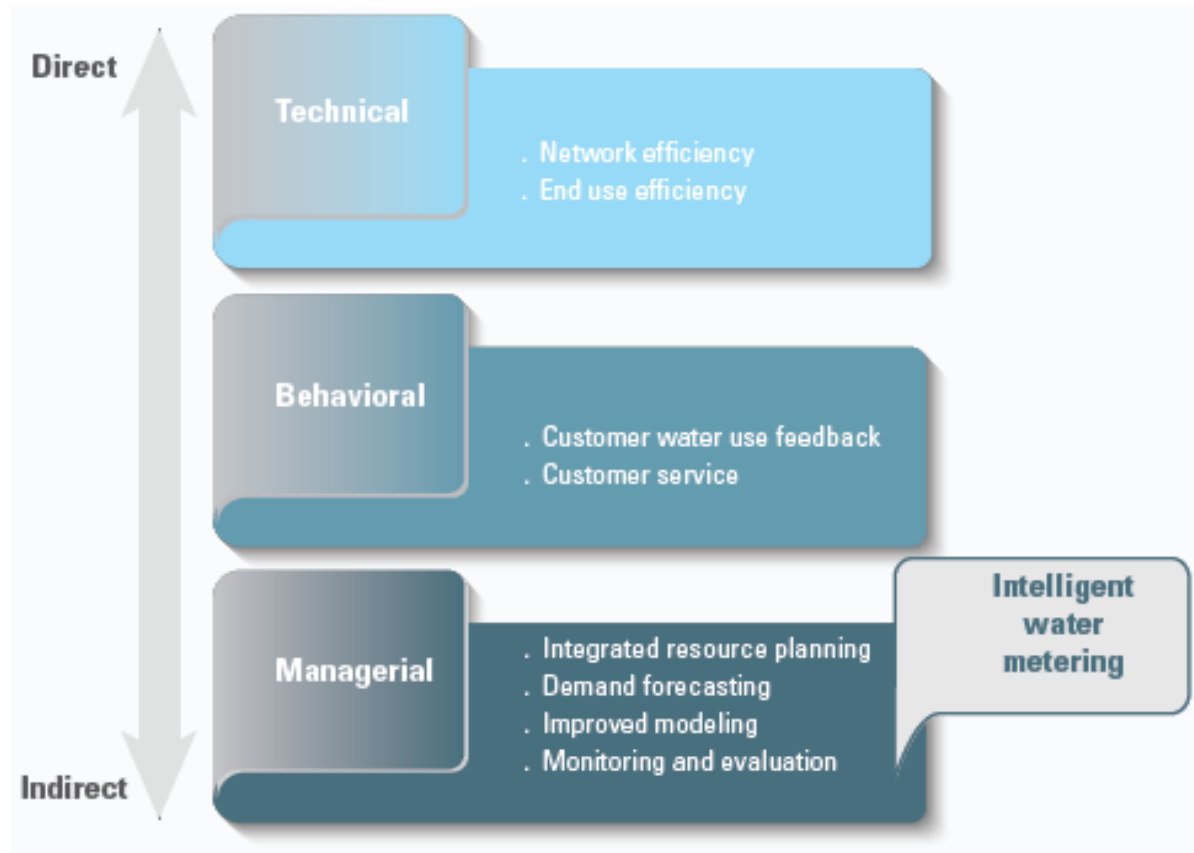 Direct
Technical
. Network efficiency
. End use efficiency
Behavioral
. Customer water use feedback
. Customer service
Managerial
. Integrated resource planning
. Demand forecasting
. Improved modeling
. Monitoring and evaluation
Intelligent
water
metering
Indirect